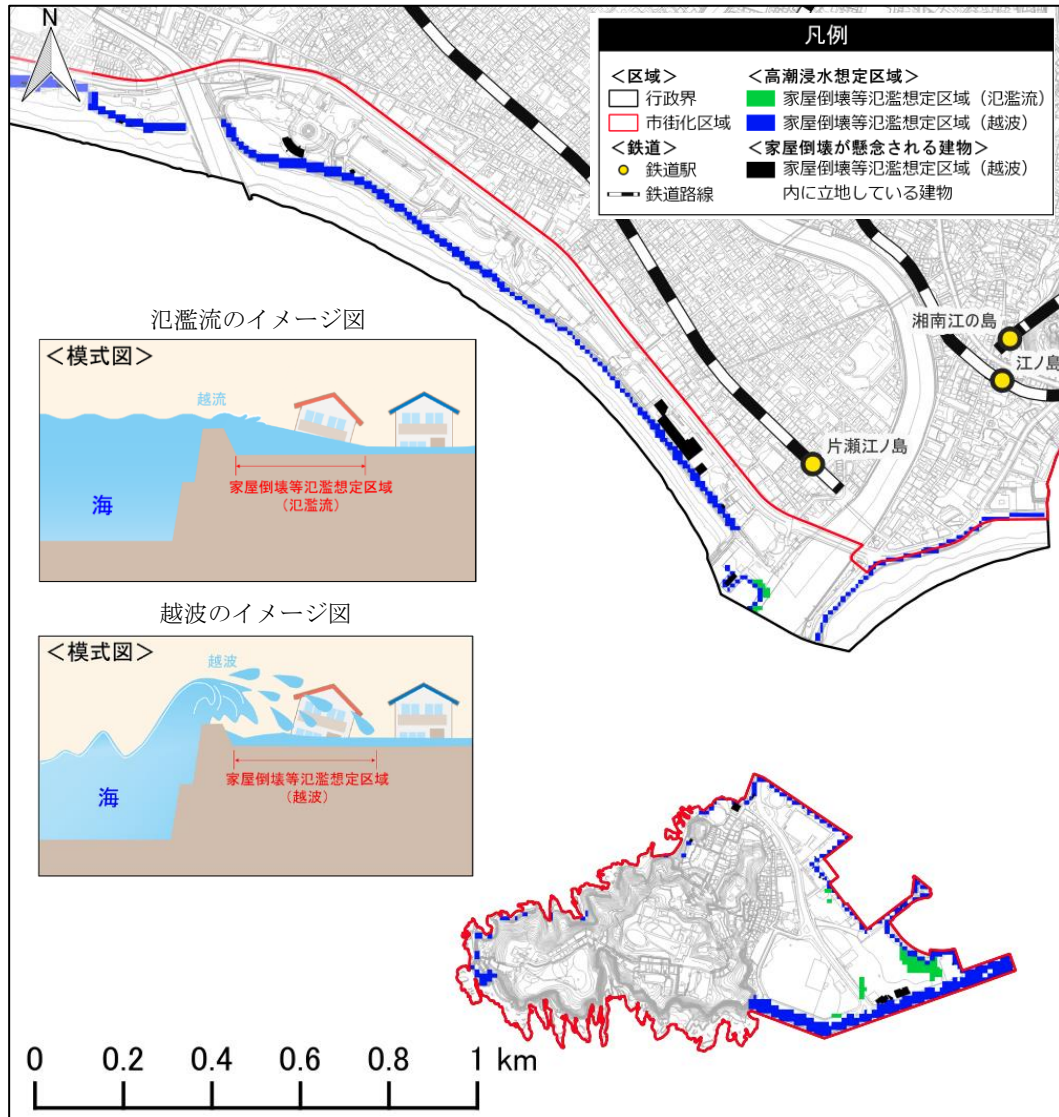 N
凡例
＜区域＞
行政界
市街化区域
＜鉄道＞
鉄道駅
鉄道路線
＜高潮浸水想定区域＞
家屋倒壊等氾濫想定区域（氾濫流）
家屋倒壊等氾濫想定区域（越波）
＜家屋倒壊が懸念される建物＞
家屋倒壊等氾濫想定区域（越波）
内に立地している建物
湘南江の島
江ノ島
片瀬江ノ島
氾濫流のイメージ図
＜模式図＞
越流
家屋倒壊等氾濫想定区域
（氾濫流）
海
越波のイメージ図
＜模式図＞
越波
家屋倒壊等氾濫想定区域
（越波）
海
0 0.2 0.4 0.6 0.8 1 km